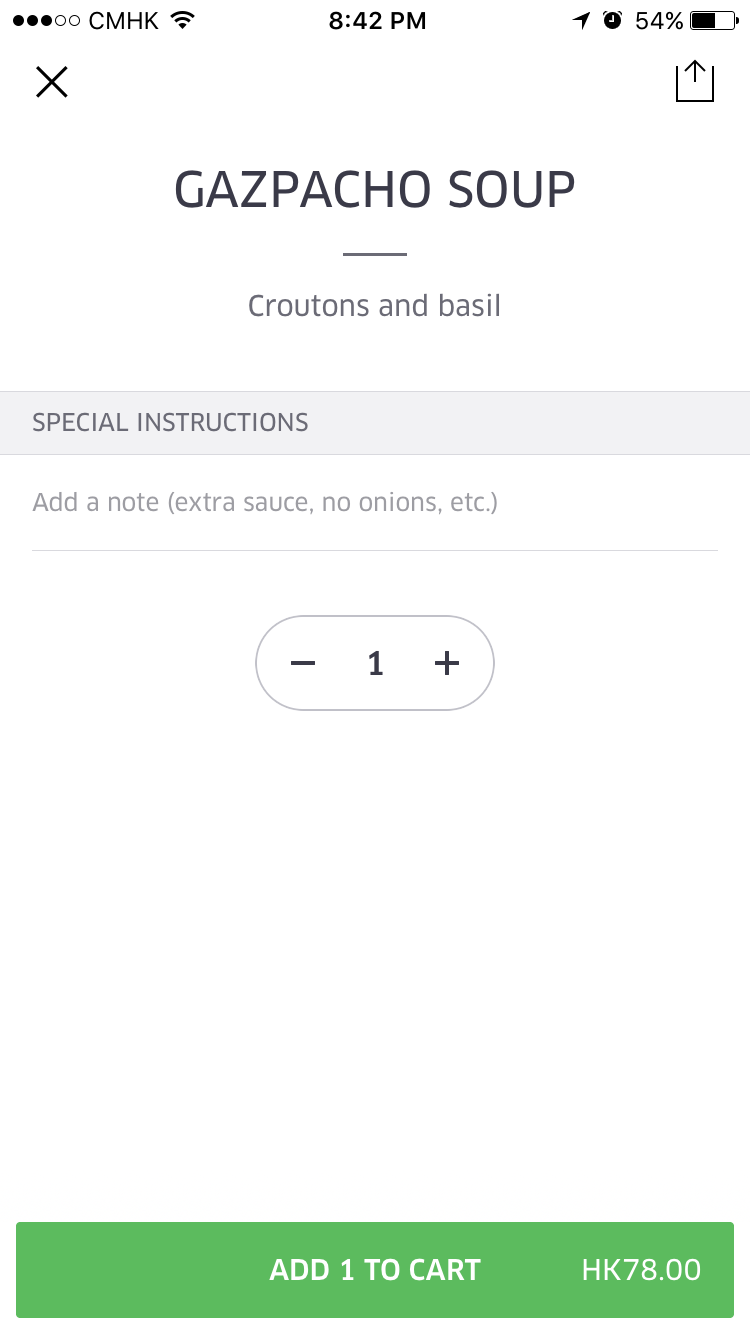 CMHK 8:42 PM 54%
GAZPACHO SOUP
Croutons and basil
SPECIAL INSTRUCTIONS
Add a note (extra sauce, no onions, etc.)
1
ADD 1 TO CART HK78.00